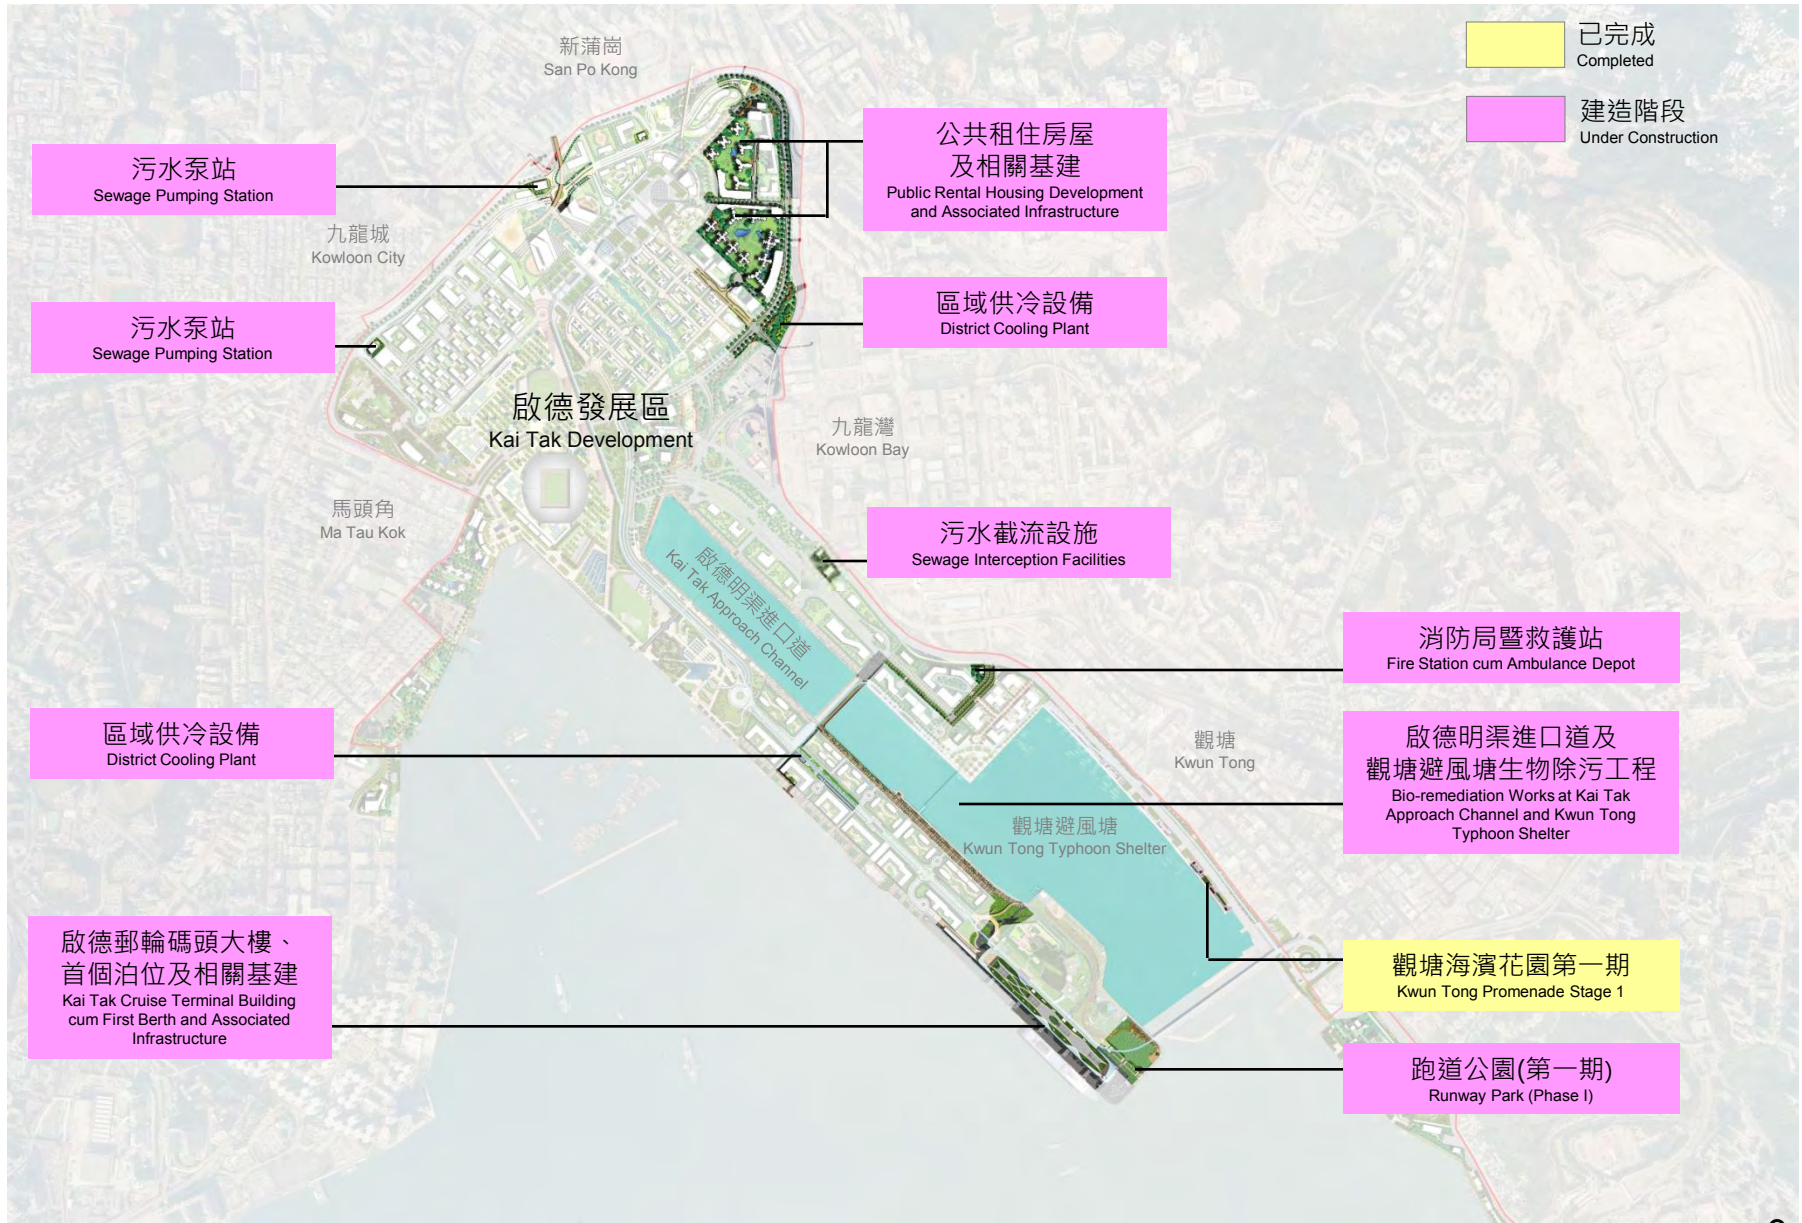 已完成
Completed
建造階段
Under Construction
新蒲崗
San Po Kong
公共租住房屋
及相關基建
Public Rental Housing Development
and Associated Infrastructure
污水泵站
Sewage Pumping Station
九龍城
Kowloon City
區域供冷設備
District Cooling Plant
污水泵站
Sewage Pumping Station
啟德發展區
Kai Tak Development
九龍灣
Kowloon Bay
馬頭角
Ma Tau Kok
污水截流設施
Sewage Interception Facilities
啟德明渠進口道
Kai Tak Approach Channel
消防局暨救護站
Fire Station cum Ambulance Depot
區域供冷設備
District Cooling Plant
觀塘
Kwun Tong
啟德明渠進口道及
觀塘避風塘生物除污工程
Bio-remediation Works at Kai Tak
Approach Channel and Kwun Tong
Typhoon Shelter
觀塘避風塘
Kwun Tong Typhoon Shelter
啟德郵輪碼頭大樓、
首個泊位及相關基建
Kai Tak Cruise Terminal Building
cum First Berth and Associated
Infrastructure
觀塘海濱花園第一期
Kwun Tong Promenade Stage 1
跑道公園(第一期)
Runway Park (Phase I)